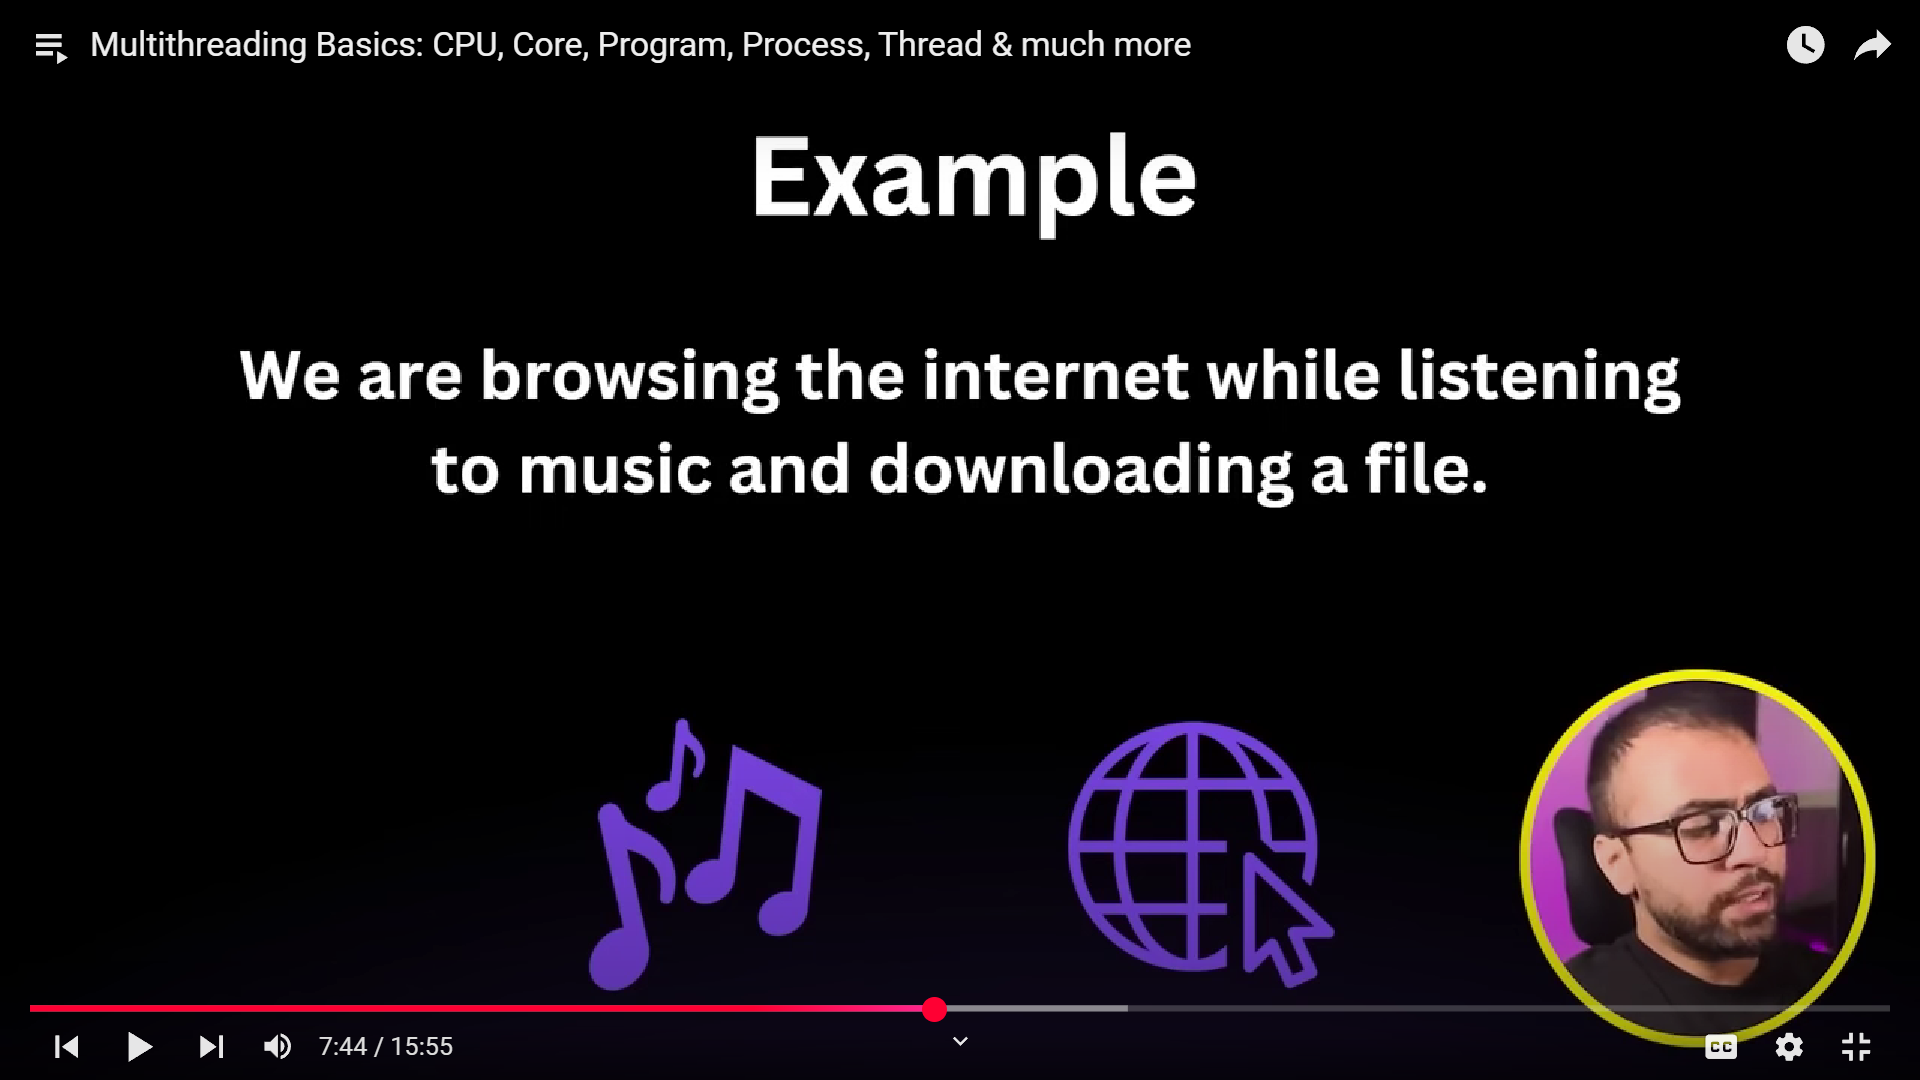 Multithreading Basics: CPU, Core, Program, Process, Thread & much more
Example
We are browsing the internet while listening
to music and downloading a file.
7:44 / 15:55
CC